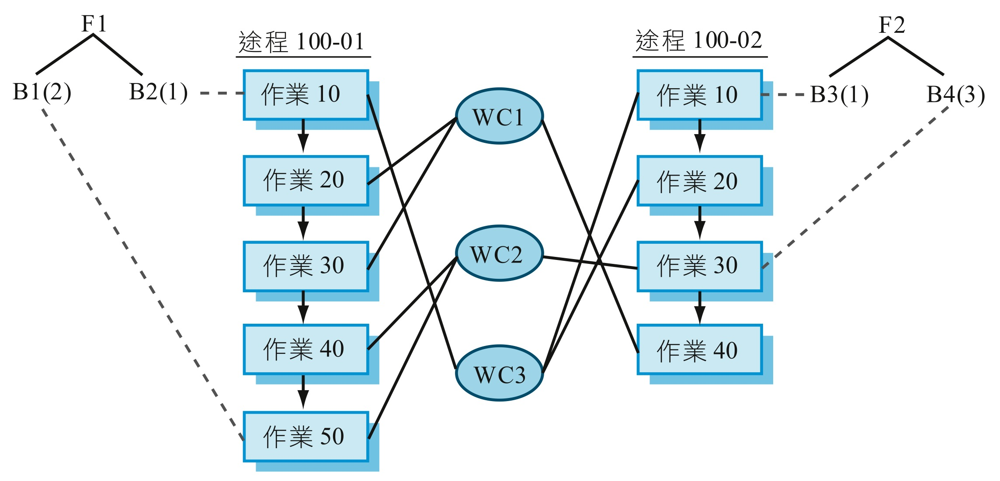 F1
B1(2)
B2(1)
途程 100-01
作業 10
作業 20
作業 30
作業 40
作業 50
WC1
WC2
WC3
途程 100-02
作業 10
作業 20
作業 30
作業 40
F2
B3(1)
B4(3)